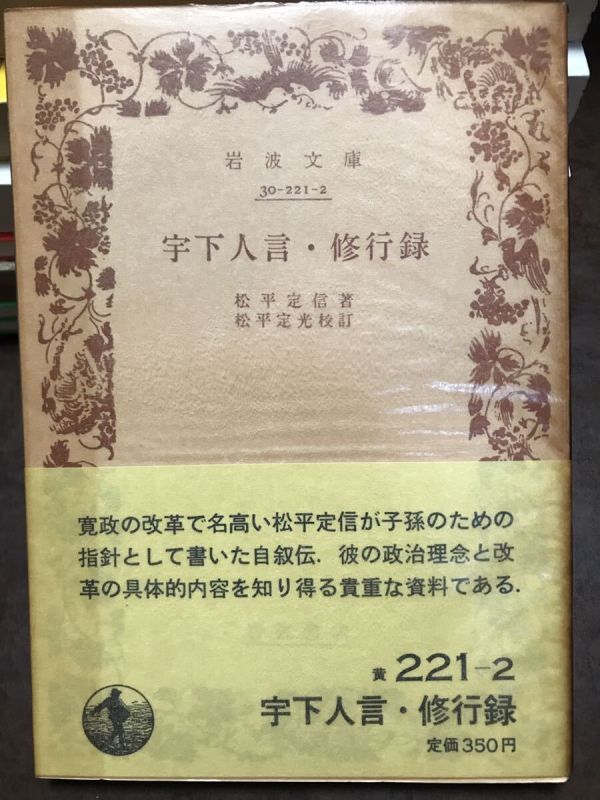 岩波文庫
30-221-2
宇下人言・修行録
松平定信著
松平定光校訂
寛政の改革で名高い松平定信が子孫のための
指針として書いた自叙伝．彼の政治理念と改
革の具体的内容を知り得る貴重な資料である．
黄 221-2
宇下人言・修行録
定価350円